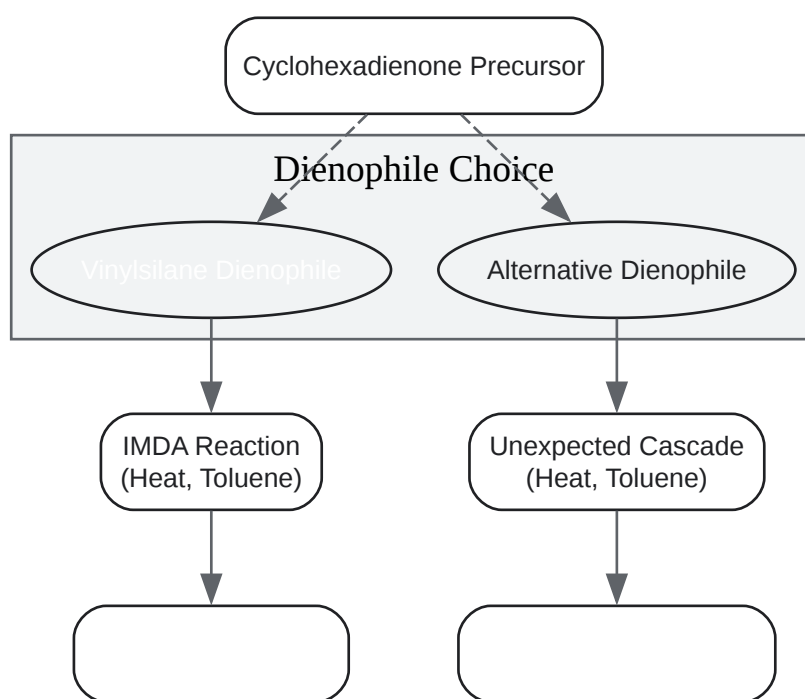 Cyclohexadienone Precursor
Dienophile Choice
Vinylsilane Dienophile
Alternative Dienophile
IMDA Reaction
(Heat, Toluene)
Unexpected Cascade
(Heat, Toluene)